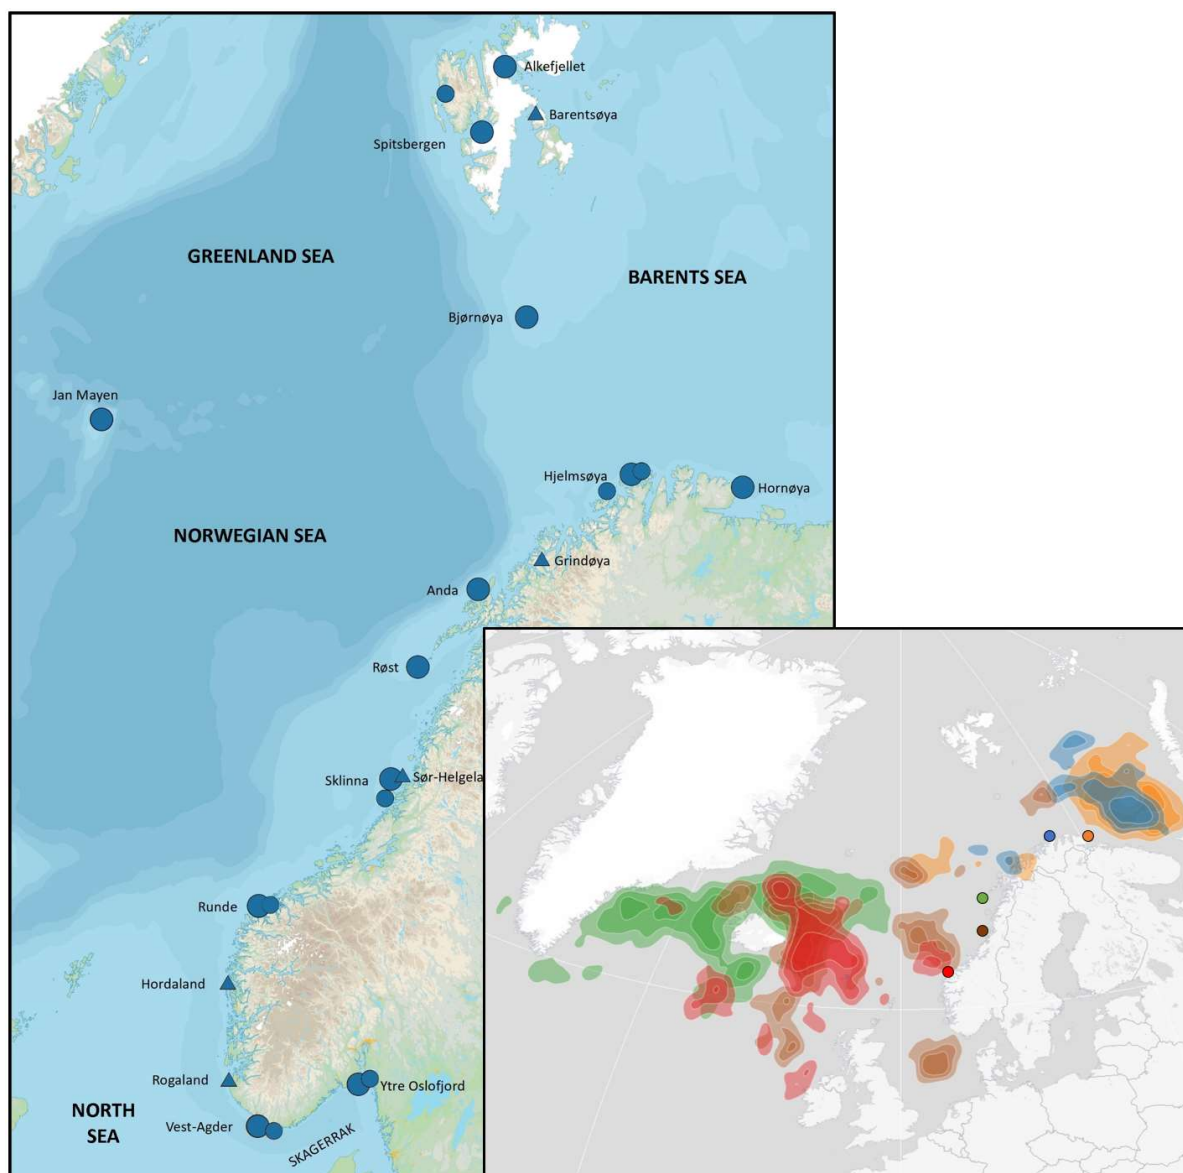 Alkefjellet
Barentsøya
Spitsbergen
GREENLAND SEA
BARENTS SEA
Bjørnøya
Jan Mayen
Hjelmsøya
Hornøya
NORWEGIAN SEA
Grindøya
Anda
Røst
Sklinna
Sør-Helgela
Runde
Hordaland
Rogaland
Ytre Oslofjord
NORTH
SEA
Vest-Agder
SKAGERRAK